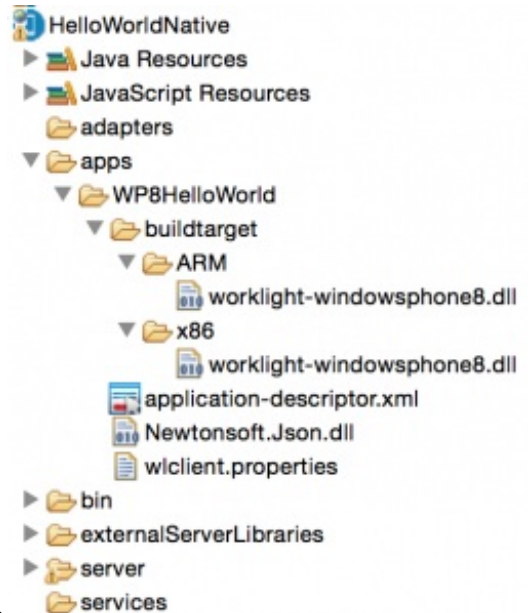 HelloWorldNative
Java Resources
JavaScript Resources
adapters
apps
WP8HelloWorld
buildtarget
ARM
worklight-windowsphone8.dll
x86
worklight-windowsphone8.dll
application-descriptor.xml
Newtonsoft.Json.dll
wlclient.properties
bin
externalServerLibraries
server
services